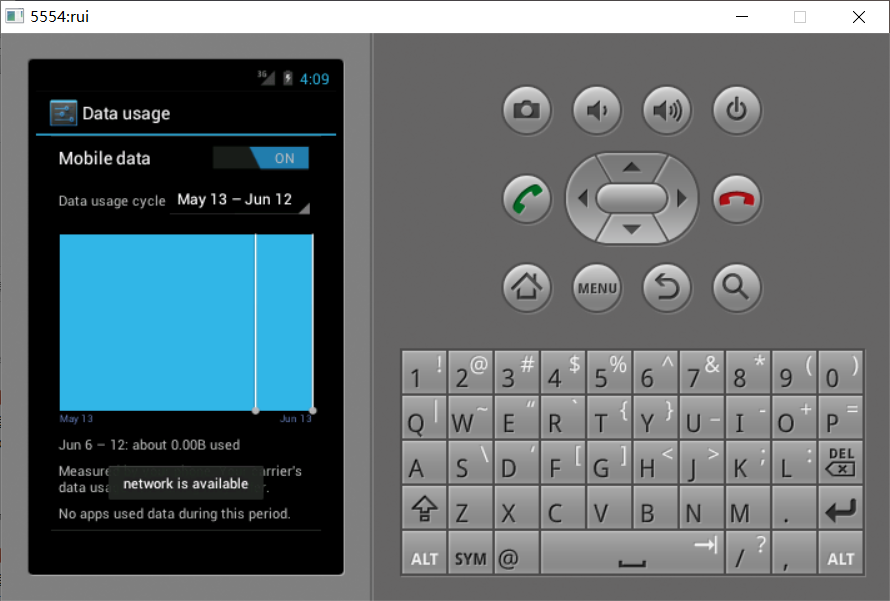 5554:rui
3G 4:09
Data usage
Mobile data ON
Data usage cycle May 13 – Jun 12
May 13 Jun 13
Jun 6 – 12: about 0.00B used
Measure arrier's
data usa r.
network is available
No apps used data during this period.
MENU
1 ! 2 @ 3 # 4 $ 5 % 6 ^ 7 & 8 * 9 ( 0 )
Q | W ~ E “ R ` T { Y } U _ I - O + P =
A S \ D ‘ F [ G ] H < J > K ; L : DEL
Z X C V B N M .
ALT SYM @ / ? , ALT